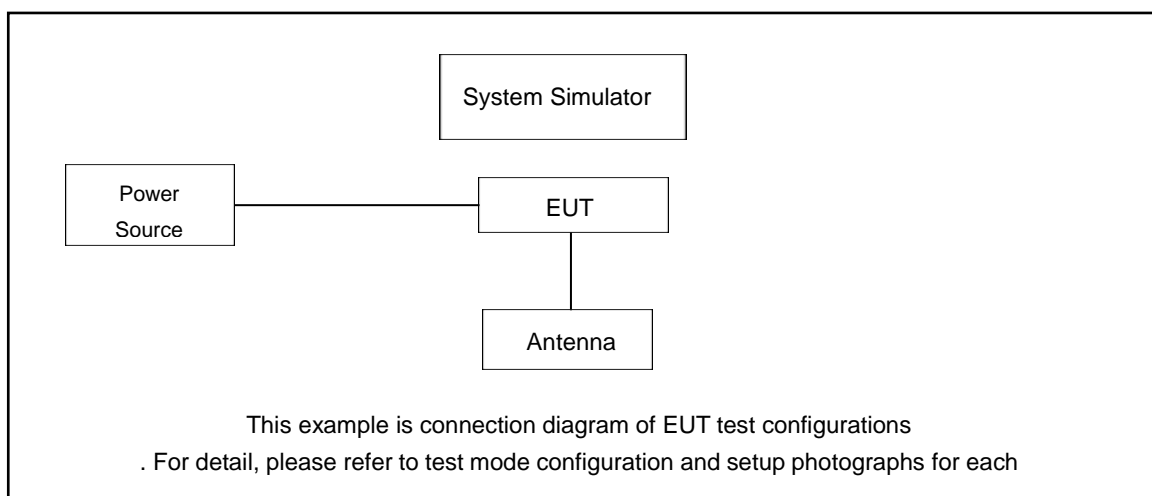 System Simulator
Power
Source
EUT
Antenna
This example is connection diagram of EUT test configurations
. For detail, please refer to test mode configuration and setup photographs for each